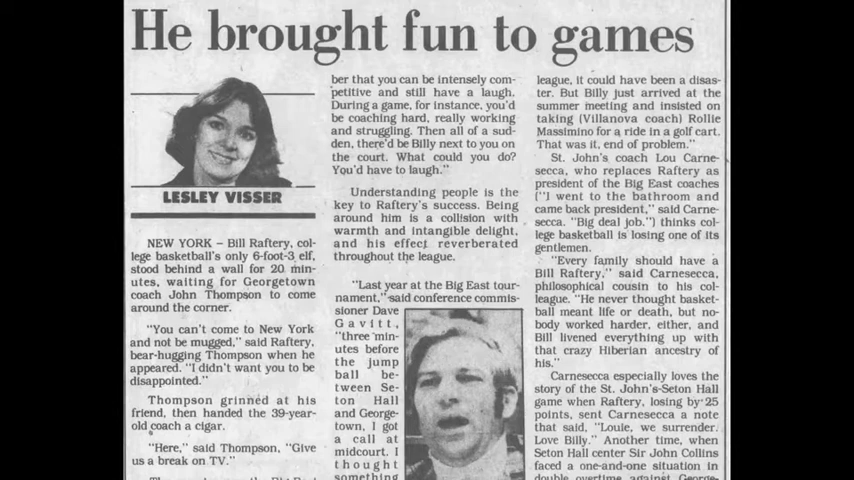 He brought fun to games
LESLEY VISSER
NEW YORK – Bill Raftery, col-
lege basketball's only 6-foot-3 elf,
stood behind a wall for 20 min-
utes, waiting for Georgetown
coach John Thompson to come
around the corner.
"You can't come to New York
and not be mugged," said Raftery,
bear-hugging Thompson when he
appeared. "I didn't want you to be
disappointed."
Thompson grinned at his
friend, then handed the 39-year-
old coach a cigar.
"Here," said Thompson, "Give
us a break on TV."
ber that you can be intensely com-
petitive and still have a laugh.
During a game, for instance, you'd
be coaching hard, really working
and struggling. Then all of a sud-
den, there'd be Billy next to you on
the court. What could you do?
You'd have to laugh."
Understanding people is the
key to Raftery's success. Being
around him is a collision with
warmth and intangible delight,
and his effect reverberated
throughout the league.
"Last year at the Big East tour-
nament," said conference commis-
sioner Dave
Gavitt,
"three min-
utes before
the jump
ball be-
tween Se-
ton Hall
and George-
town, I got
a call at
midcourt. I
thought
something
league, it could have been a disas-
ter. But Billy just arrived at the
summer meeting and insisted on
taking (Villanova coach) Rollie
Massimino for a ride in a golf cart.
That was it, end of problem."
St. John's coach Lou Carne-
secca, who replaces Raftery as
president of the Big East coaches
("I went to the bathroom and
came back president," said Carne-
secca. "Big deal job.") thinks col-
lege basketball is losing one of its
gentlemen.
"Every family should have a
Bill Raftery," said Carnesecca,
philosophical cousin to his col-
league. "He never thought basket-
ball meant life or death, but no-
body worked harder, either, and
Bill livened everything up with
that crazy Hiberian ancestry of
his."
Carnesecca especially loves the
story of the St. John's-Seton Hall
game when Raftery, losing by 25
points, sent Carnesecca a note
that said, "Louie, we surrender.
Love Billy." Another time, when
Seton Hall center Sir John Collins
faced a one-and-one situation in
double overtime against George-